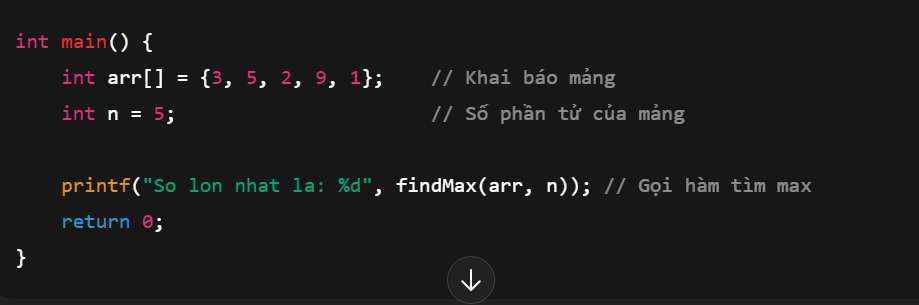 int main() {
    int arr[] = {3, 5, 2, 9, 1};    // Khai báo mảng
    int n = 5;                      // Số phần tử của mảng
    printf("So lon nhat la: %d", findMax(arr, n)); // Gọi hàm tìm max
    return 0;
}